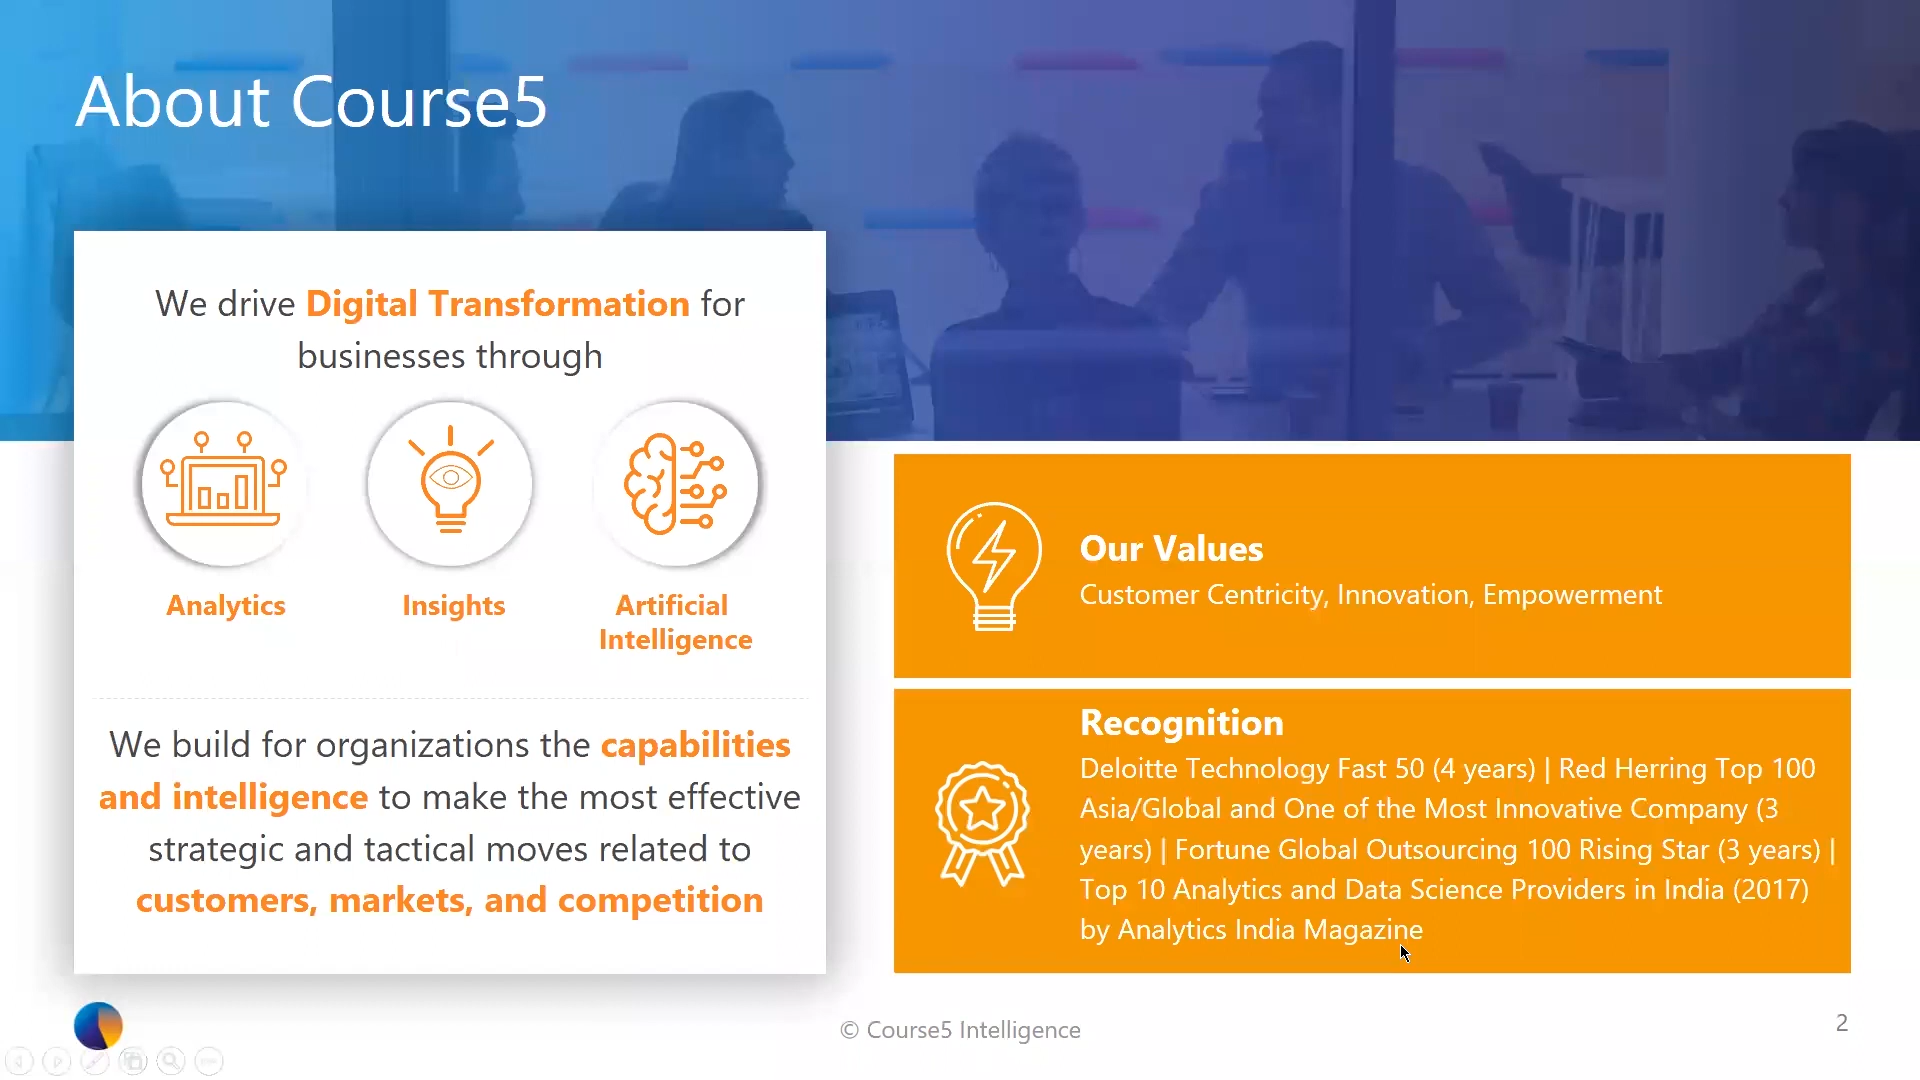 About Course5
We drive Digital Transformation for
businesses through
Analytics
Insights
Artificial
Intelligence
We build for organizations the capabilities
and intelligence to make the most effective
strategic and tactical moves related to
customers, markets, and competition
Our Values
Customer Centricity, Innovation, Empowerment
Recognition
Deloitte Technology Fast 50 (4 years) | Red Herring Top 100
Asia/Global and One of the Most Innovative Company (3
years) | Fortune Global Outsourcing 100 Rising Star (3 years) |
Top 10 Analytics and Data Science Providers in India (2017)
by Analytics India Magazine
© Course5 Intelligence
2